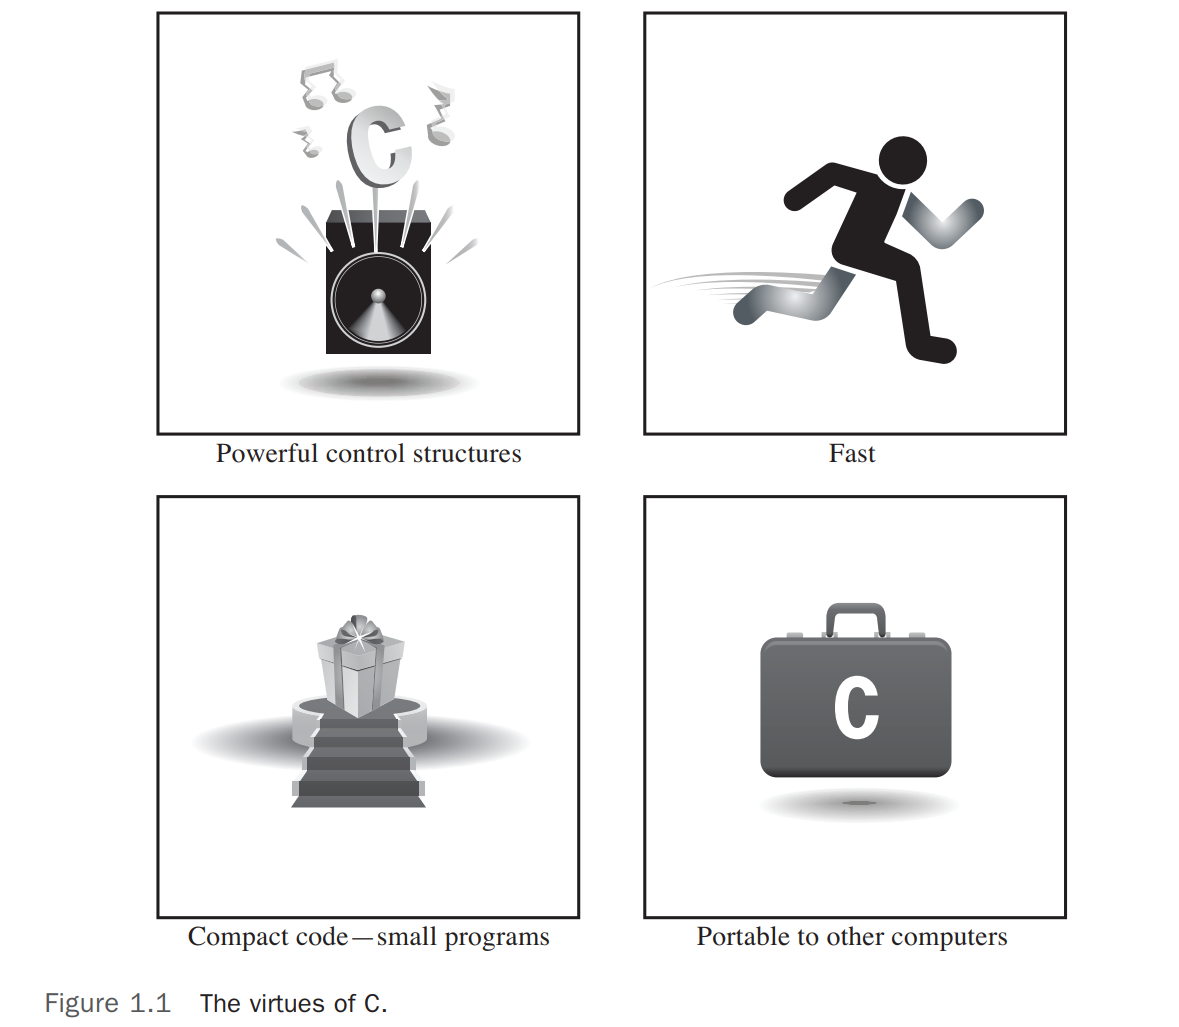 C
Powerful control structures
Fast
C
Compact code—small programs
Portable to other computers
Figure 1.1 The virtues of C.